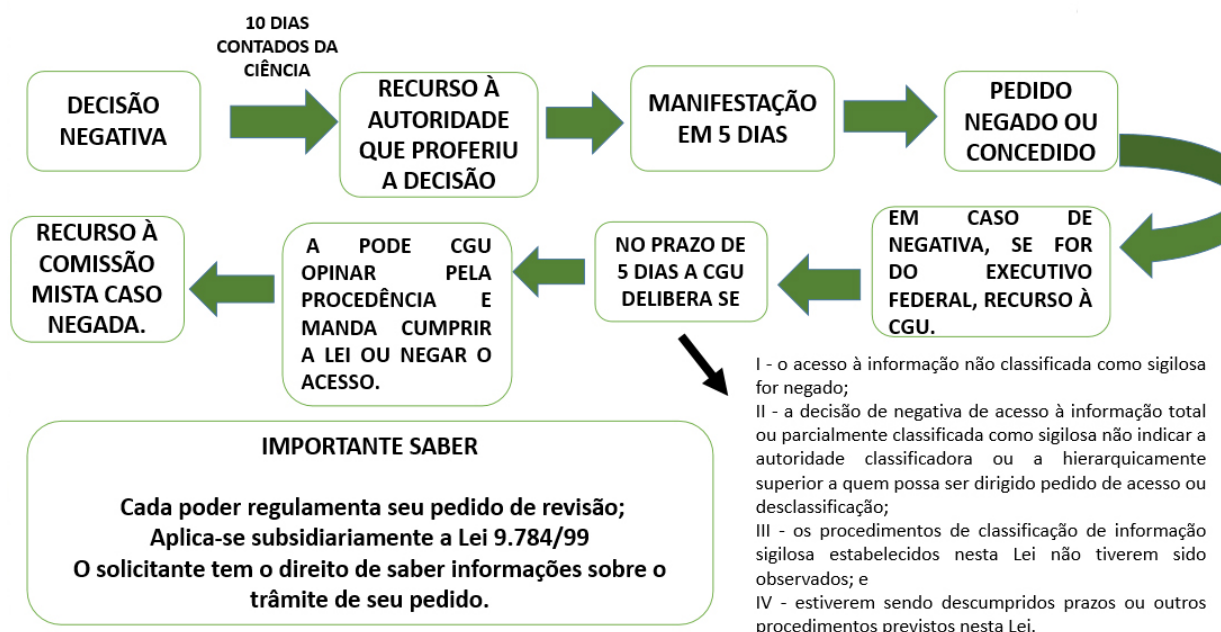 10 DIAS
CONTADOS DA
CIÊNCIA
DECISÃO
NEGATIVA
RECURSO À
AUTORIDADE
QUE PROFERIU
A DECISÃO
MANIFESTAÇÃO
EM 5 DIAS
PEDIDO
NEGADO OU
CONCEDIDO
EM CASO DE
NEGATIVA, SE FOR
DO EXECUTIVO
FEDERAL, RECURSO À
CGU.
NO PRAZO DE
5 DIAS A CGU
DELIBERA SE
A PODE CGU
OPINAR PELA
PROCEDÊNCIA E
MANDA CUMPRIR
A LEI OU NEGAR O
ACESSO.
RECURSO À
COMISSÃO
MISTA CASO
NEGADA.
I - o acesso à informação não classificada como sigilosa
for negado;
II - a decisão de negativa de acesso à informação total
ou parcialmente classificada como sigilosa não indicar a
autoridade classificadora ou a hierarquicamente
superior a quem possa ser dirigido pedido de acesso ou
desclassificação;
III - os procedimentos de classificação de informação
sigilosa estabelecidos nesta Lei não tiverem sido
observados; e
IV - estiverem sendo descumpridos prazos ou outros
procedimentos previstos nesta Lei.
IMPORTANTE SABER
Cada poder regulamenta seu pedido de revisão;
Aplica-se subsidiariamente a Lei 9.784/99
O solicitante tem o direito de saber informações sobre o
trâmite de seu pedido.